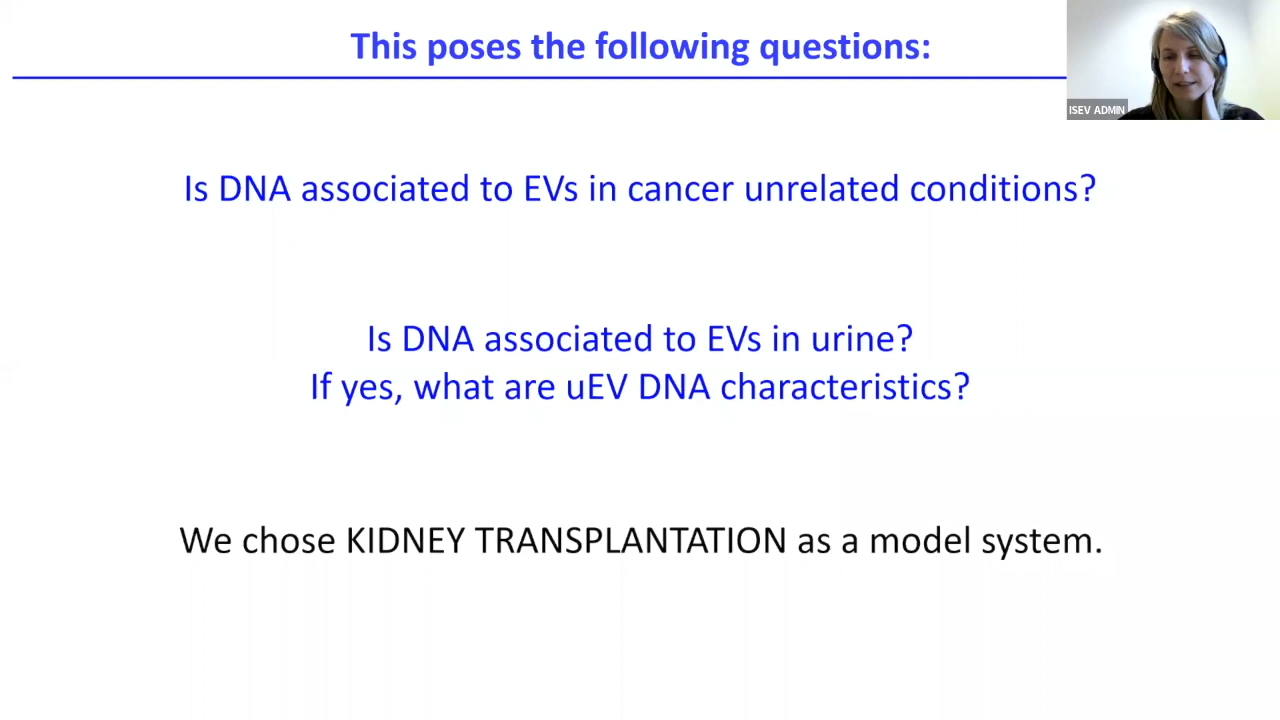 This poses the following questions:
ISEV ADMIN
Is DNA associated to EVs in cancer unrelated conditions?
Is DNA associated to EVs in urine?
If yes, what are uEV DNA characteristics?
We chose KIDNEY TRANSPLANTATION as a model system.